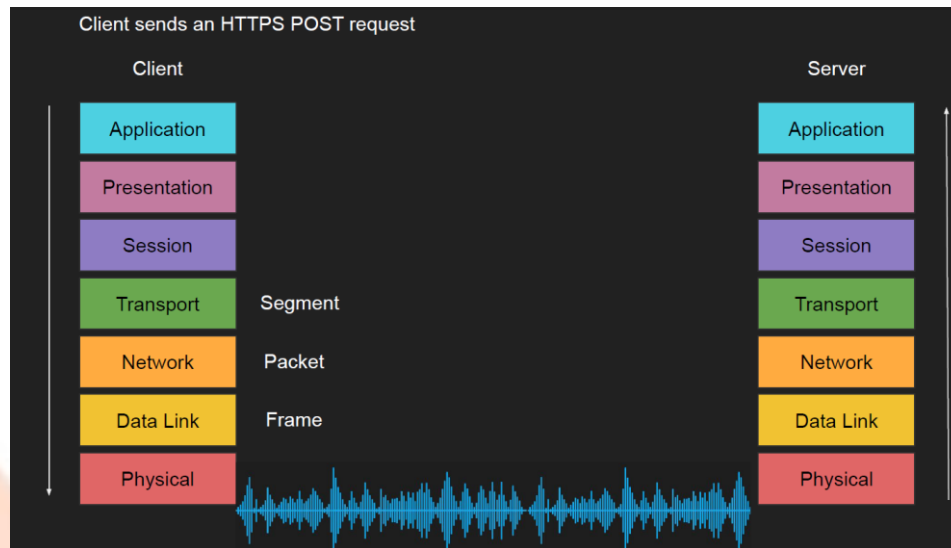 Client sends an HTTPS POST request
Client
Server
Application
Application
Presentation
Presentation
Session
Session
Transport
Segment
Transport
Network
Packet
Network
Data Link
Frame
Data Link
Physical
Physical